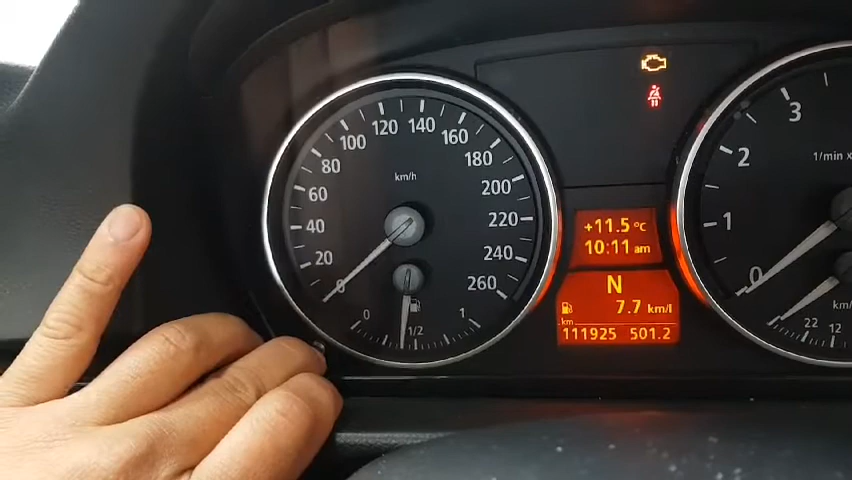 120 140
100 160
80 km/h 180
60 200
40 220
20 240
0 260
0 1/2 1
+11.5 °C
10:11 am
N
7.7 km/l
km
111925 501.2
3
2 1/min x
1
0
km/l
22 12